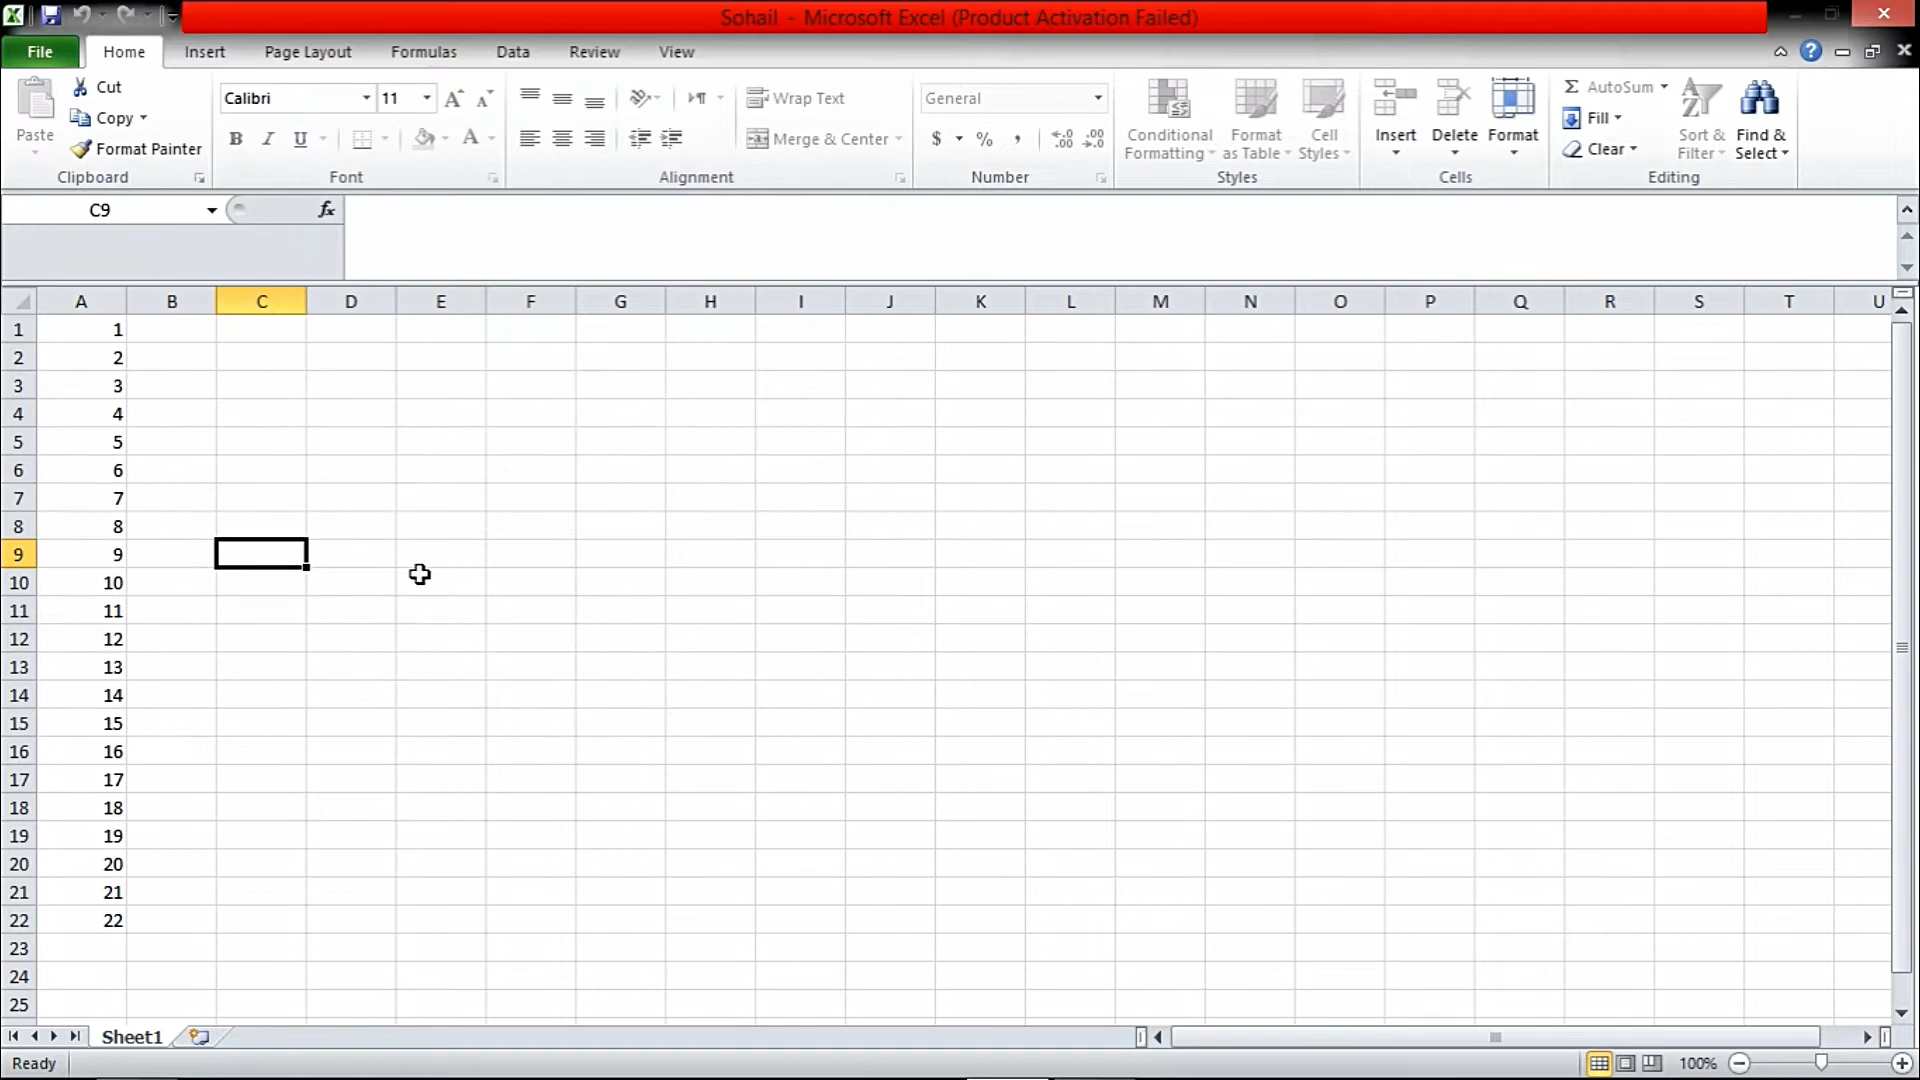 Sohail - Microsoft Excel (Product Activation Failed)
File Home Insert Page Layout Formulas Data Review View
Cut
Copy
Format Painter
Paste
Clipboard
Calibri 11
B I U A
Font
Wrap Text
Merge & Center
Alignment
General
$ % ,
Number
Conditional Formatting
Format as Table
Cell Styles
Styles
Insert Delete Format
Cells
Σ AutoSum
Fill
Clear
Sort & Filter
Find & Select
Editing
C9 fx
A B C D E F G H I J K L M N O P Q R S T U
1 1
2 2
3 3
4 4
5 5
6 6
7 7
8 8
9 9
10 10
11 11
12 12
13 13
14 14
15 15
16 16
17 17
18 18
19 19
20 20
21 21
22 22
23
24
25
Sheet1
Ready 100%